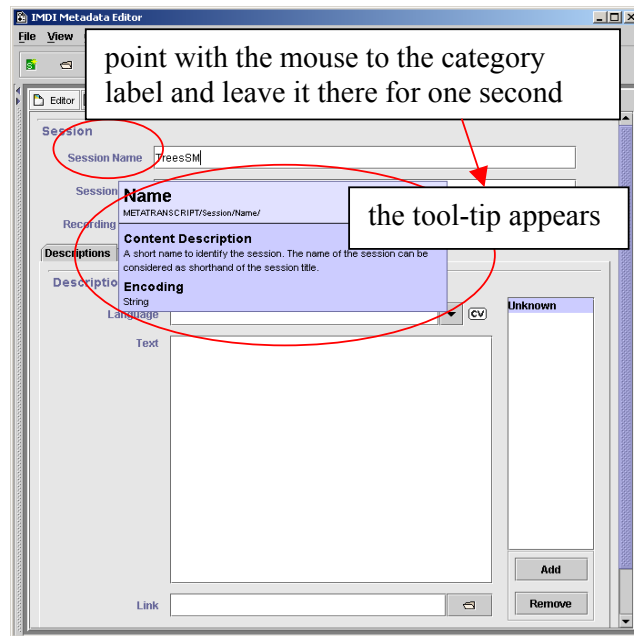 IMDI Metadata Editor
File View
point with the mouse to the category
label and leave it there for one second
Editor
Session
Session Name TreesSM
Session
Name
METATRANSCRIPT/Session/Name/
the tool-tip appears
Recording
Content Description
Descriptions
A short name to identify the session. The name of the session can be
considered as shorthand of the session title.
Encoding
String
Language
CV
Unknown
Text
Add
Link
Remove